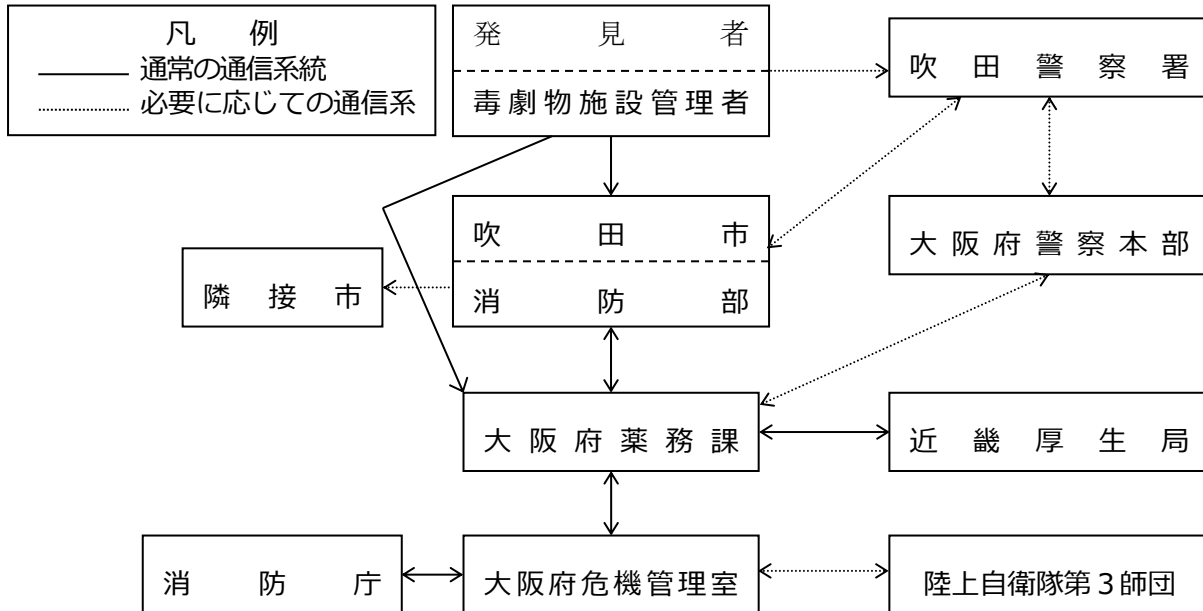 凡例
通常の通信系統
必要に応じての通信系
発見者
毒劇物施設管理者
吹田警察署
吹田市
消防部
大阪府警察本部
隣接市
大阪府薬務課
近畿厚生局
消防庁
大阪府危機管理室
陸上自衛隊第3師団